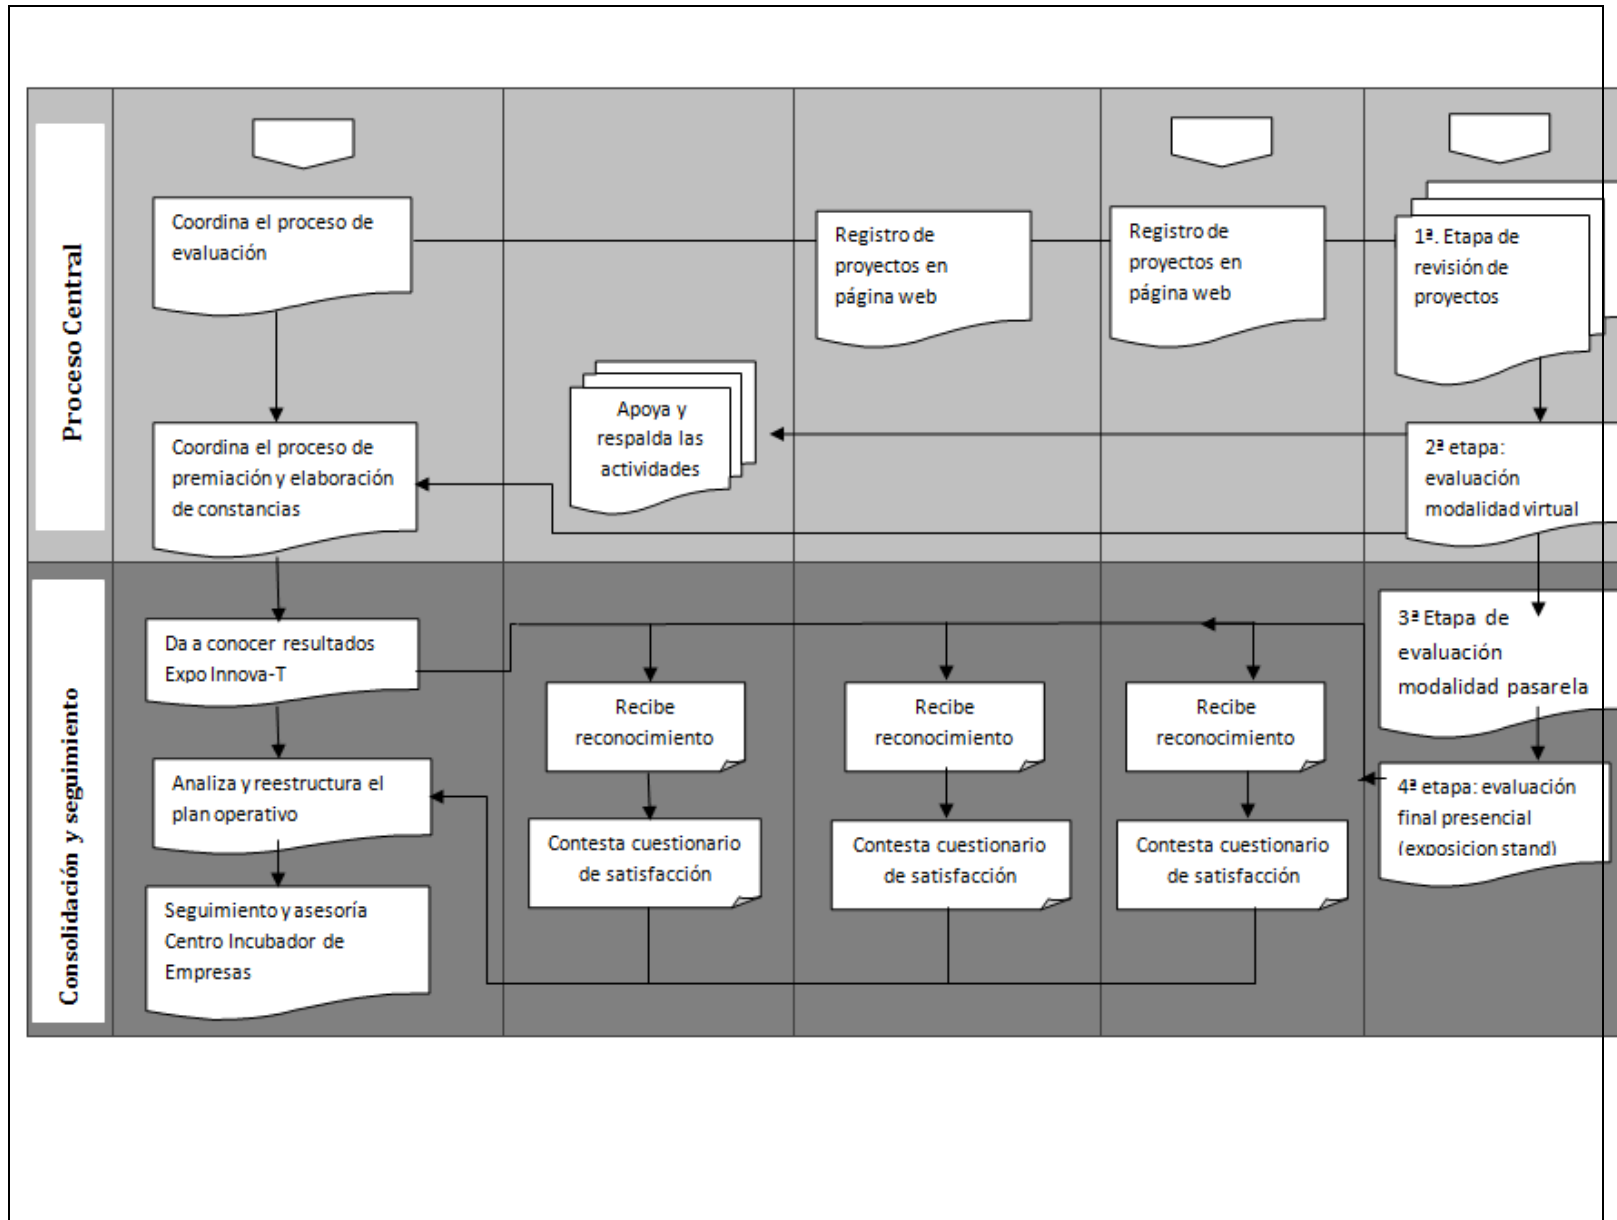 Proceso Central
Coordina el proceso de
evaluación
Registro de
proyectos en
página web
Registro de
proyectos en
página web
1ª. Etapa de
revisión de
proyectos
Apoya y
respalda las
actividades
Coordina el proceso de
premiación y elaboración
de constancias
2ª etapa:
evaluación
modalidad virtual
Consolidación y seguimiento
Da a conocer resultados
Expo Innova-T
3ª Etapa de
evaluación
modalidad pasarela
Recibe
reconocimiento
Recibe
reconocimiento
Recibe
reconocimiento
Analiza y reestructura el
plan operativo
4ª etapa: evaluación
final presencial
(exposicion stand)
Contesta cuestionario
de satisfacción
Contesta cuestionario
de satisfacción
Contesta cuestionario
de satisfacción
Seguimiento y asesoría
Centro Incubador de
Empresas